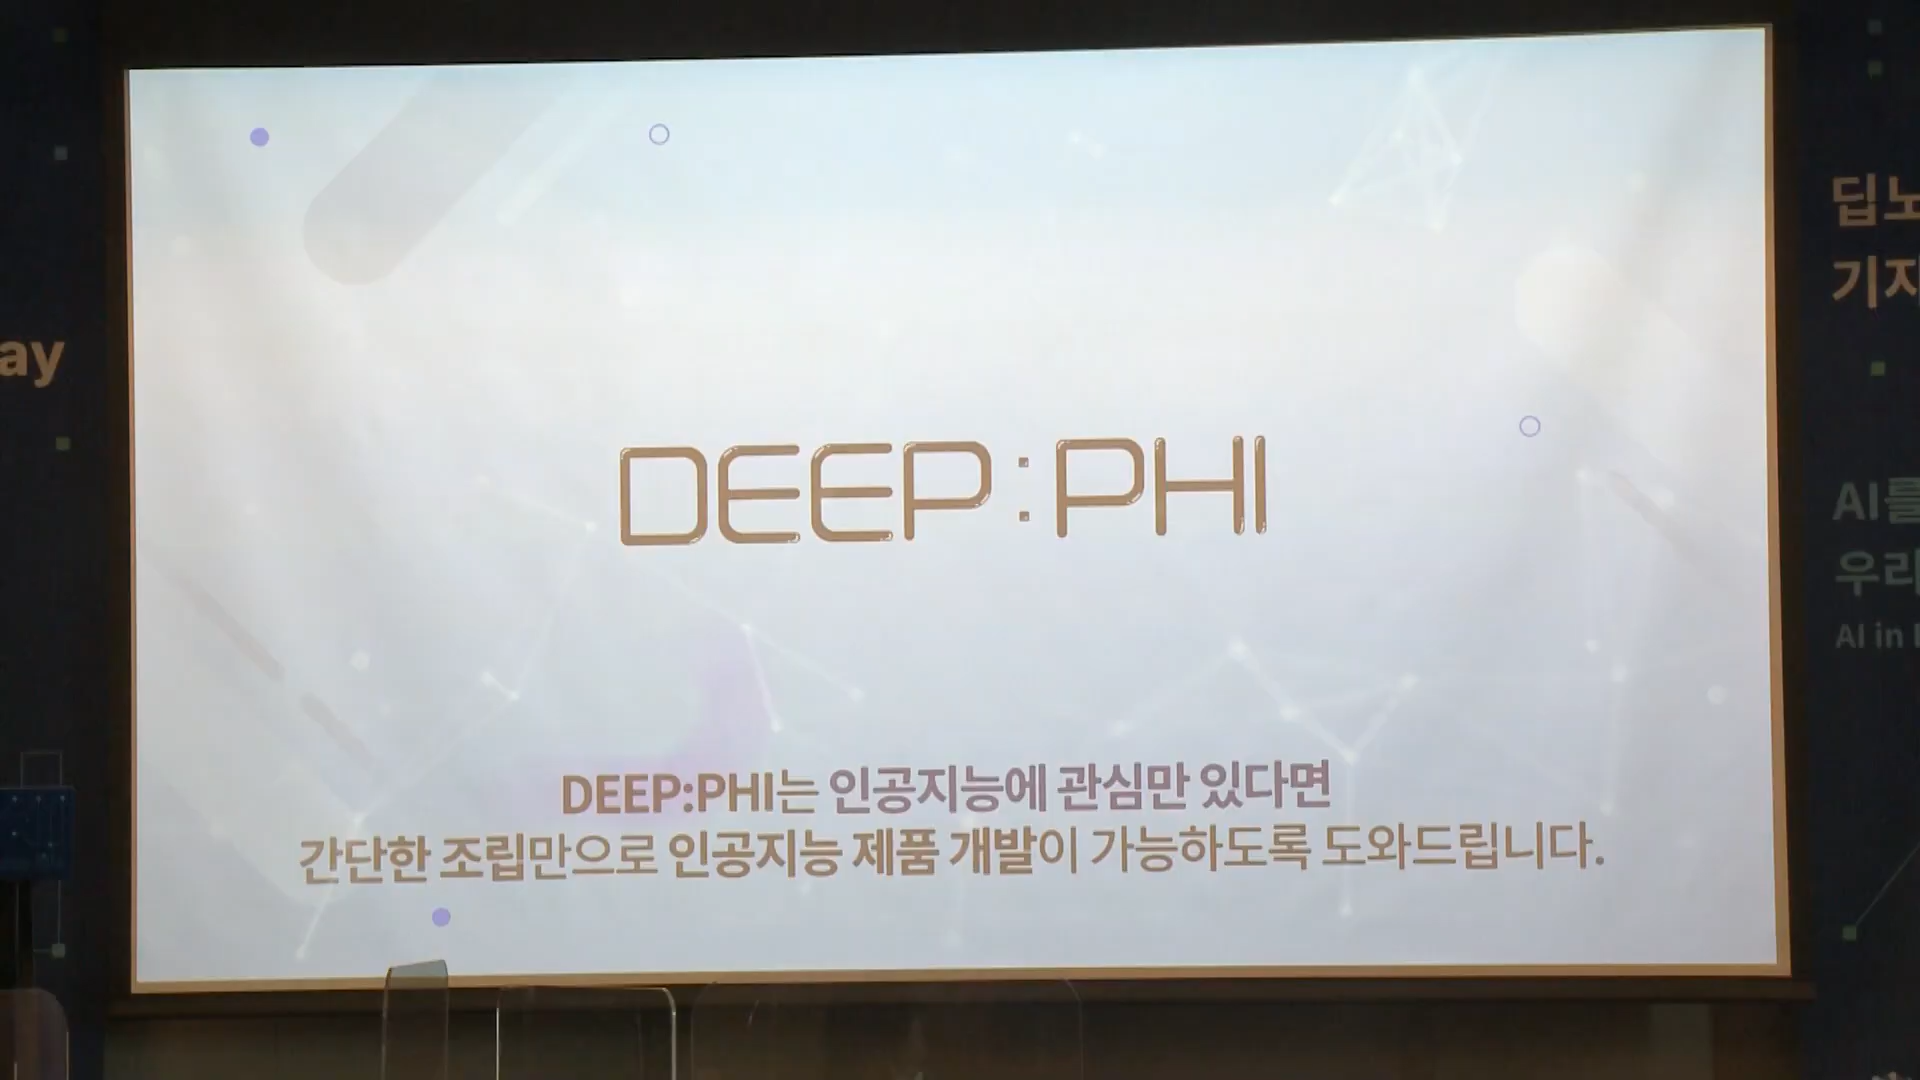 DEEP:PHI
DEEP:PHI는 인공지능에 관심만 있다면
간단한 조립만으로 인공지능 제품 개발이 가능하도록 도와드립니다.
ay
딥노
기자
AI를
우리
AI in